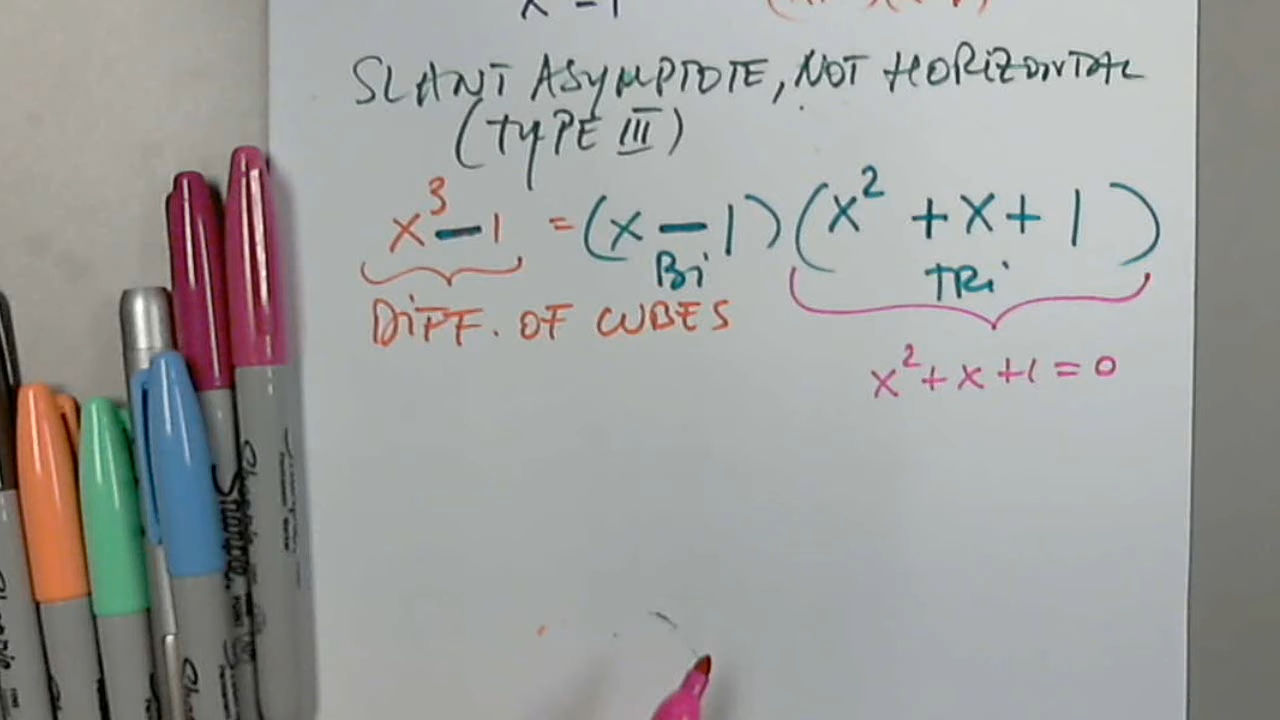 SLANT ASYMPTOTE, NOT HORIZONTAL
(TYPE III)
x³ - 1 = (x - 1)(x² + x + 1)
Bi TRi
DIFF. OF CUBES
x² + x + 1 = 0
Sharpie